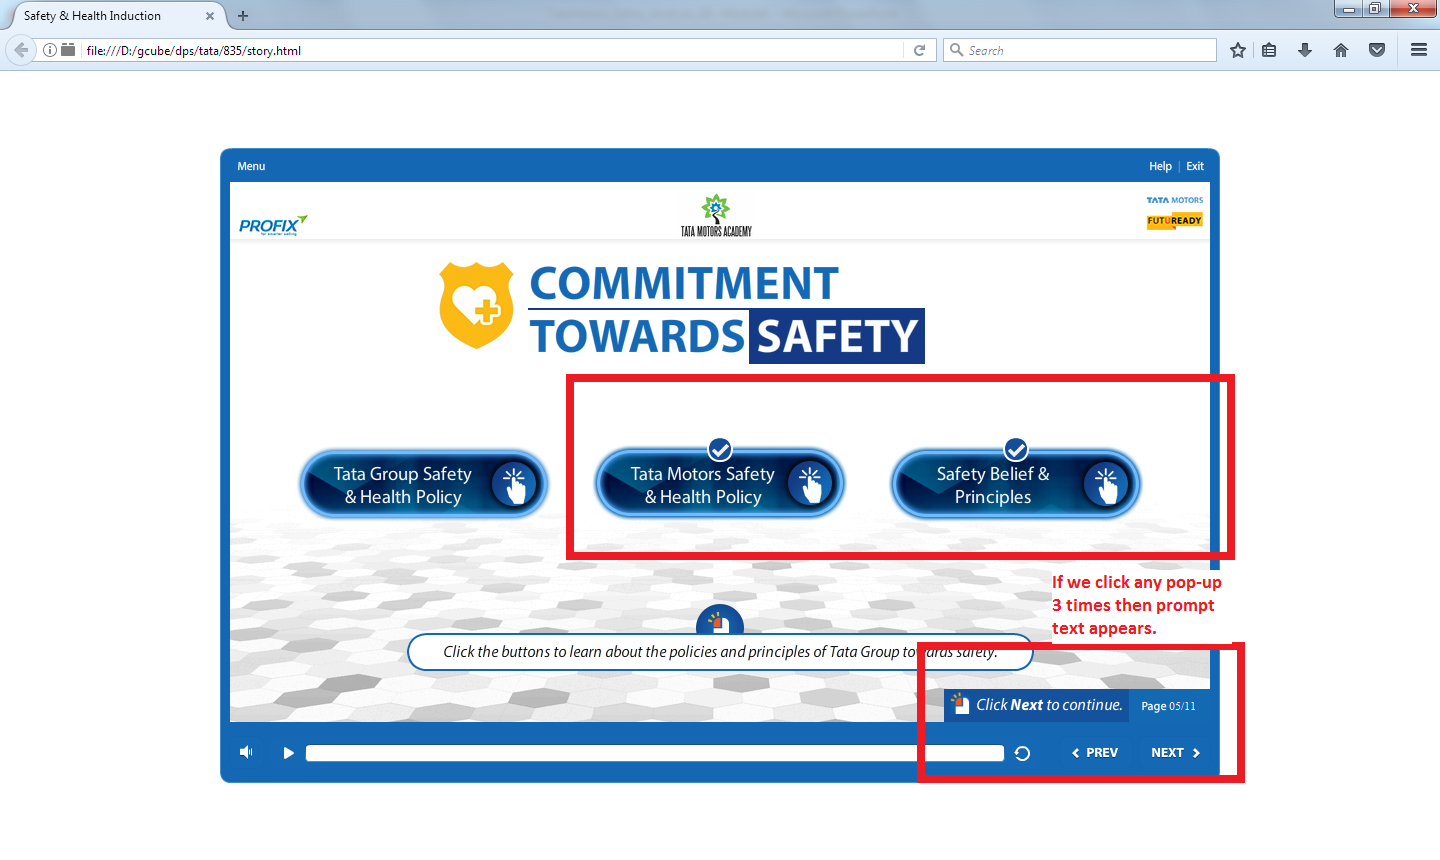 Safety & Health Induction
file:///D:/gcube/dps/tata/835/story.html
Search
Menu
Help | Exit
PROFIX
TATA MOTORS ACADEMY
TATA MOTORS
FUTUREADY
COMMITMENT
TOWARDS SAFETY
Tata Group Safety
& Health Policy
Tata Motors Safety
& Health Policy
Safety Belief &
Principles
If we click any pop-up
3 times then prompt
text appears.
Click the buttons to learn about the policies and principles of Tata Group towards safety.
Click Next to continue.
Page 05/11
PREV
NEXT